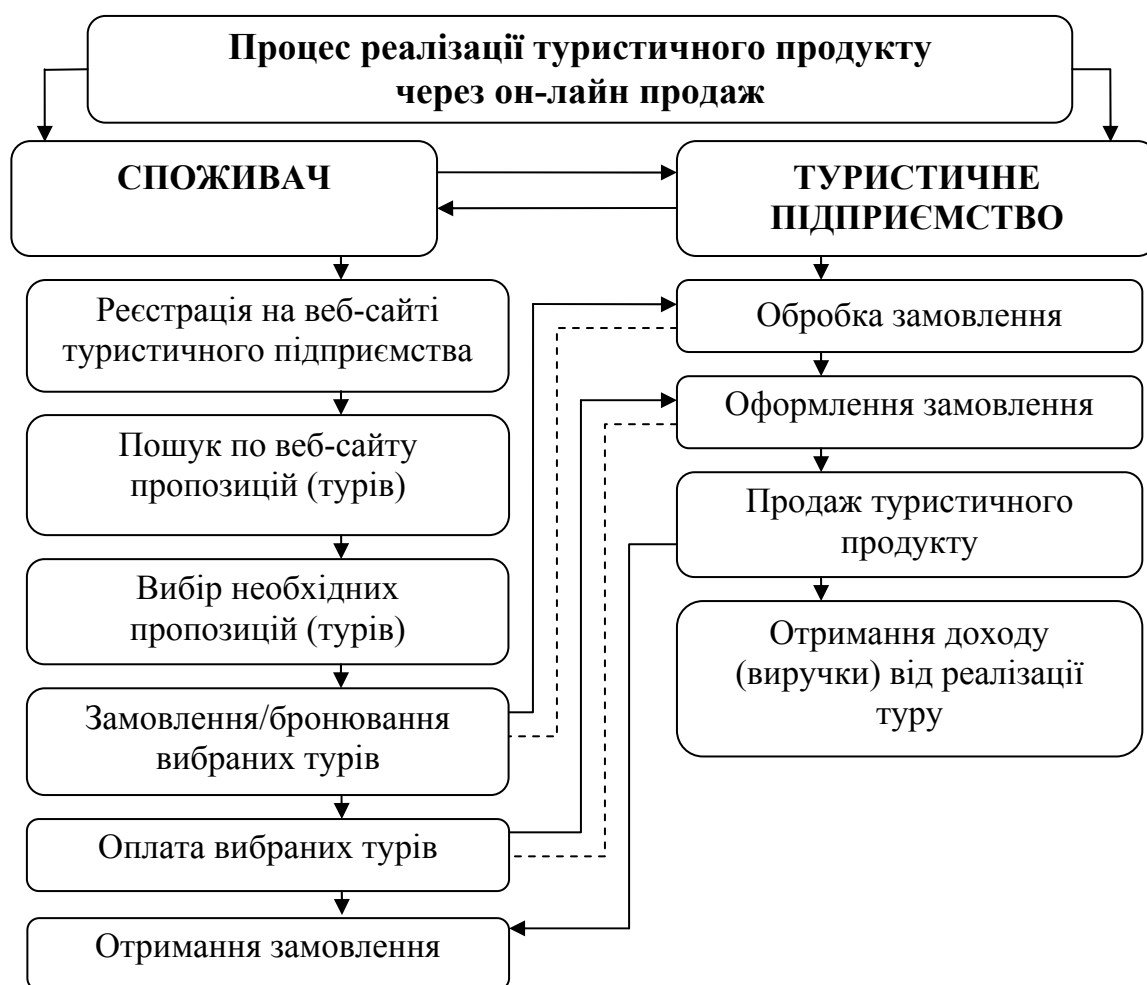 Процес реалізації туристичного продукту
через он-лайн продаж
СПОЖИВАЧ
ТУРИСТИЧНЕ
ПІДПРИЄМСТВО
Реєстрація на веб-сайті
туристичного підприємства
Пошук по веб-сайту
пропозицій (турів)
Вибір необхідних
пропозицій (турів)
Замовлення/бронювання
вибраних турів
Оплата вибраних турів
Отримання замовлення
Обробка замовлення
Оформлення замовлення
Продаж туристичного
продукту
Отримання доходу
(виручки) від реалізації
туру